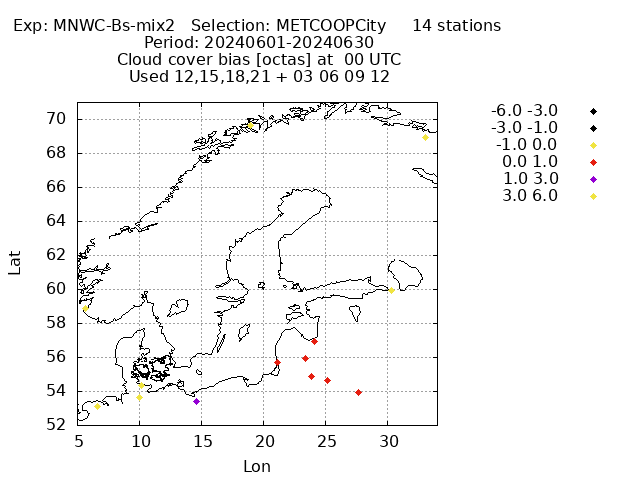 Exp: MNWC-Bs-mix2   Selection: METCOOPCity     14 stations
Period: 20240601-20240630
Cloud cover bias [octas] at  00 UTC
Used 12,15,18,21 + 03 06 09 12
-6.0 -3.0
-3.0 -1.0
-1.0 0.0
0.0 1.0
1.0 3.0
3.0 6.0
70
68
66
64
62
60
58
56
54
52
Lat
5 10 15 20 25 30
Lon